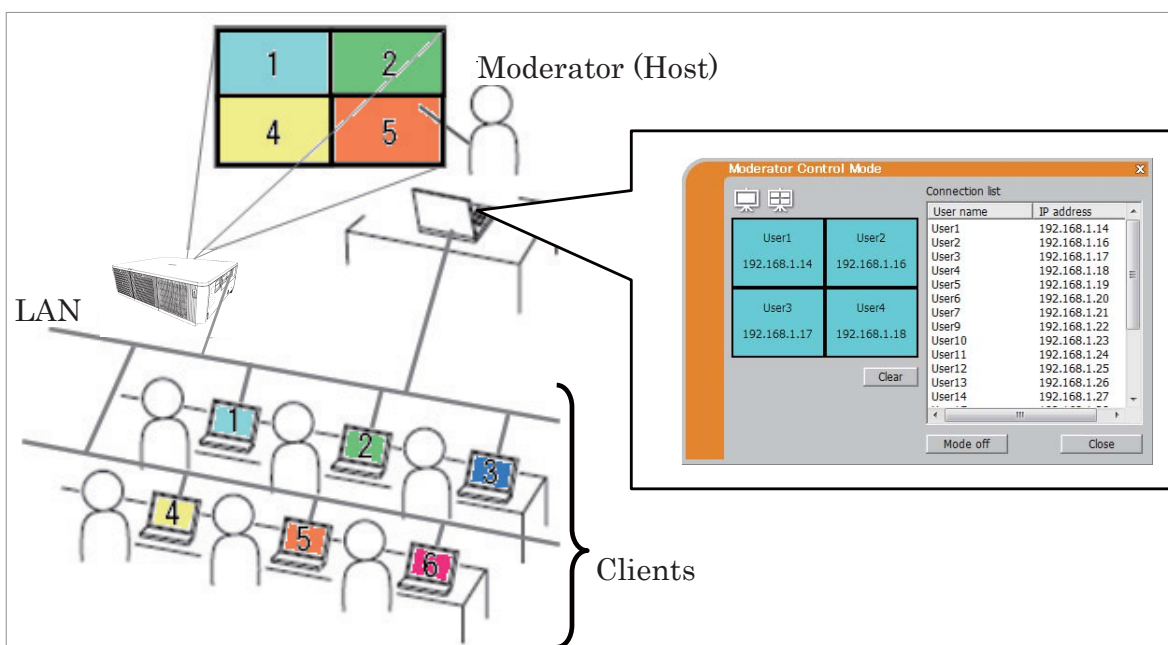 1 2
4 5
Moderator (Host)
LAN
1
2
3
4
5
6
Clients
Moderator Control Mode x
Connection list
User name IP address
User1 192.168.1.14
User2 192.168.1.16
User3 192.168.1.17
User4 192.168.1.18
User5 192.168.1.19
User6 192.168.1.20
User7 192.168.1.21
User9 192.168.1.22
User10 192.168.1.23
User11 192.168.1.24
User12 192.168.1.25
User13 192.168.1.26
User14 192.168.1.27
User1 User2
192.168.1.14 192.168.1.16
User3 User4
192.168.1.17 192.168.1.18
Clear
Mode off Close